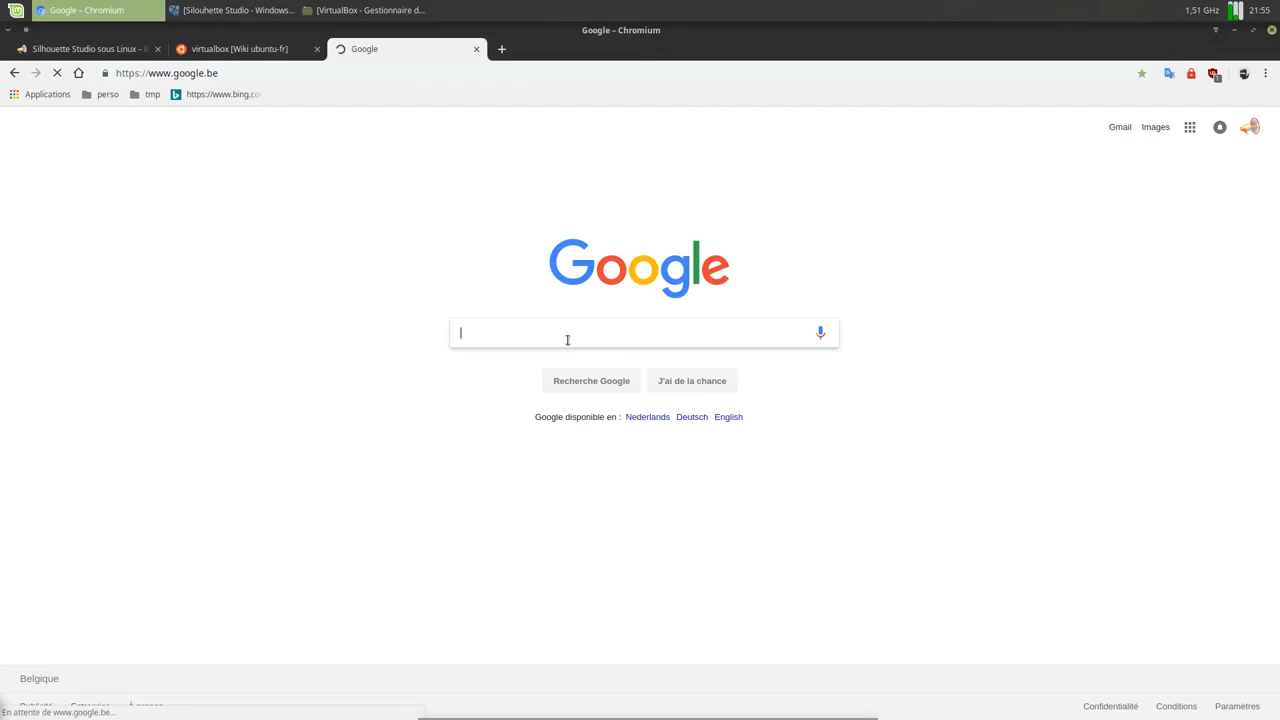 Google – Chromium
[Silouhette Studio - Windows...
[VirtualBox - Gestionnaire d...
1,51 GHz
21:55
Google – Chromium
Silhouette Studio sous Linux –
virtualbox [Wiki ubuntu-fr]
Google
https://www.google.be
Applications
perso
tmp
https://www.bing.co
Gmail
Images
Google
Recherche Google
J'ai de la chance
Google disponible en : Nederlands Deutsch English
Belgique
Confidentialité
Conditions
Paramètres
En attente de www.google.be...